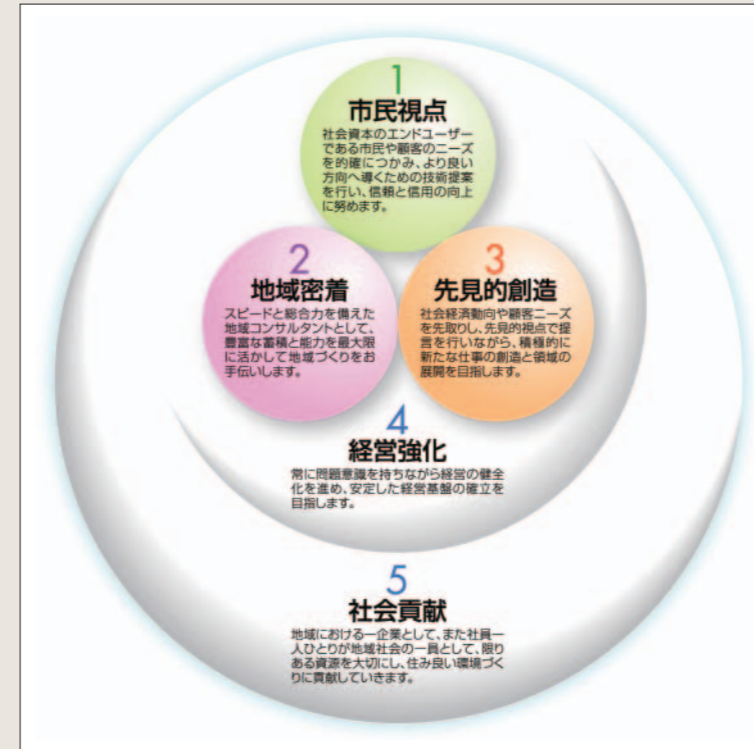 1
市民視点
社会資本のエンドユーザー
である市民や顧客のニーズ
を的確につかみ、より良い
方向へ導くための技術提案
を行い、信頼と信用の向上
に努めます。
2
地域密着
スピードと総合力を備えた
地域コンサルタントとして、
豊富な蓄積と能力を最大限
に活かして地域づくりをお
手伝いします。
3
先見的創造
社会経済動向や顧客ニーズ
を先取りし、先見的視点で提
言を行いながら、積極的に
新たな仕事の創造と領域の
展開を目指します。
4
経営強化
常に問題意識を持ちながら経営の健全
化を進め、安定した経営基盤の確立を
目指します。
5
社会貢献
地域における一企業として、また社員一
人ひとりが地域社会の一員として、限り
ある資源を大切にし、住み良い環境づく
りに貢献していきます。